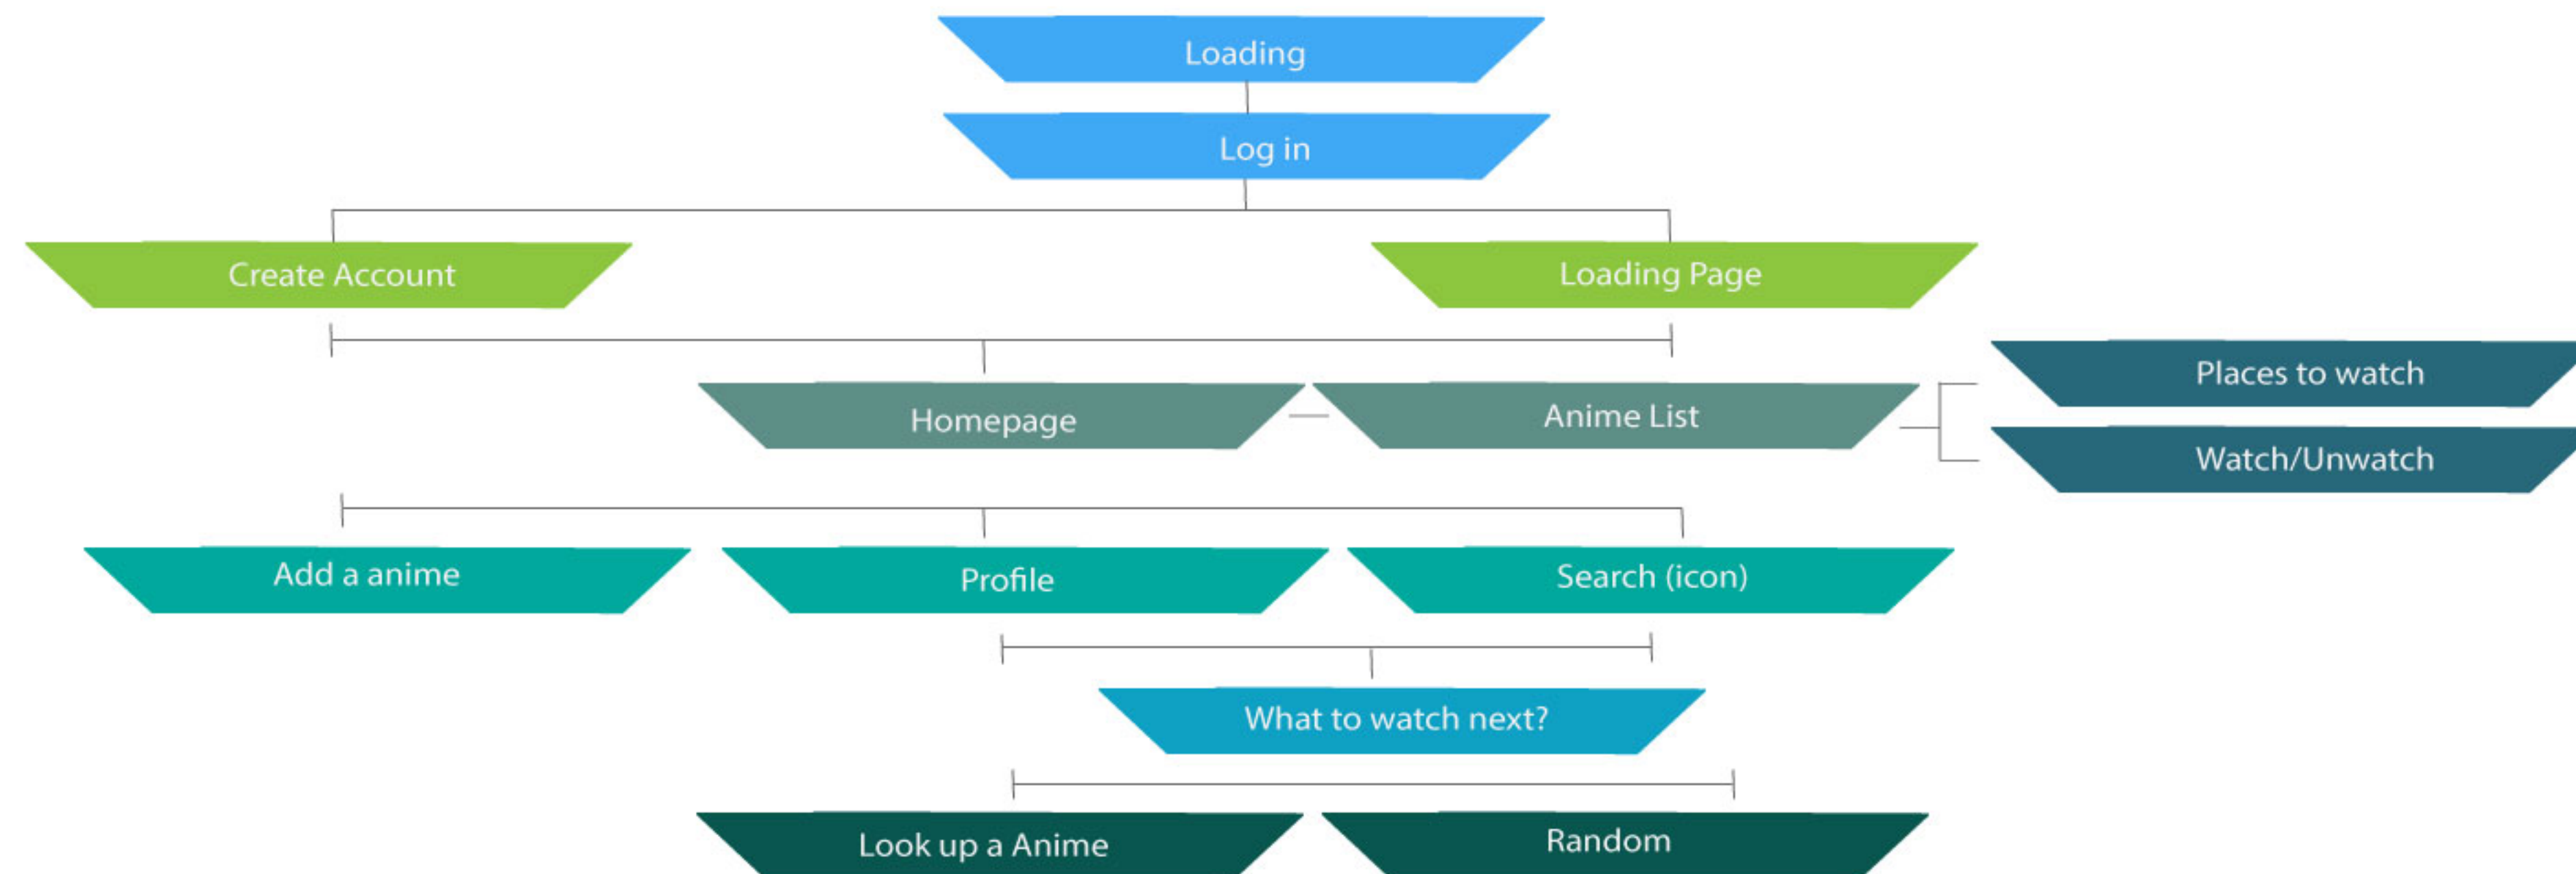 Loading
Log in
Create Account
Loading Page
Homepage
Anime List
Places to watch
Watch/Unwatch
Add a anime
Profile
Search (icon)
What to watch next?
Look up a Anime
Random